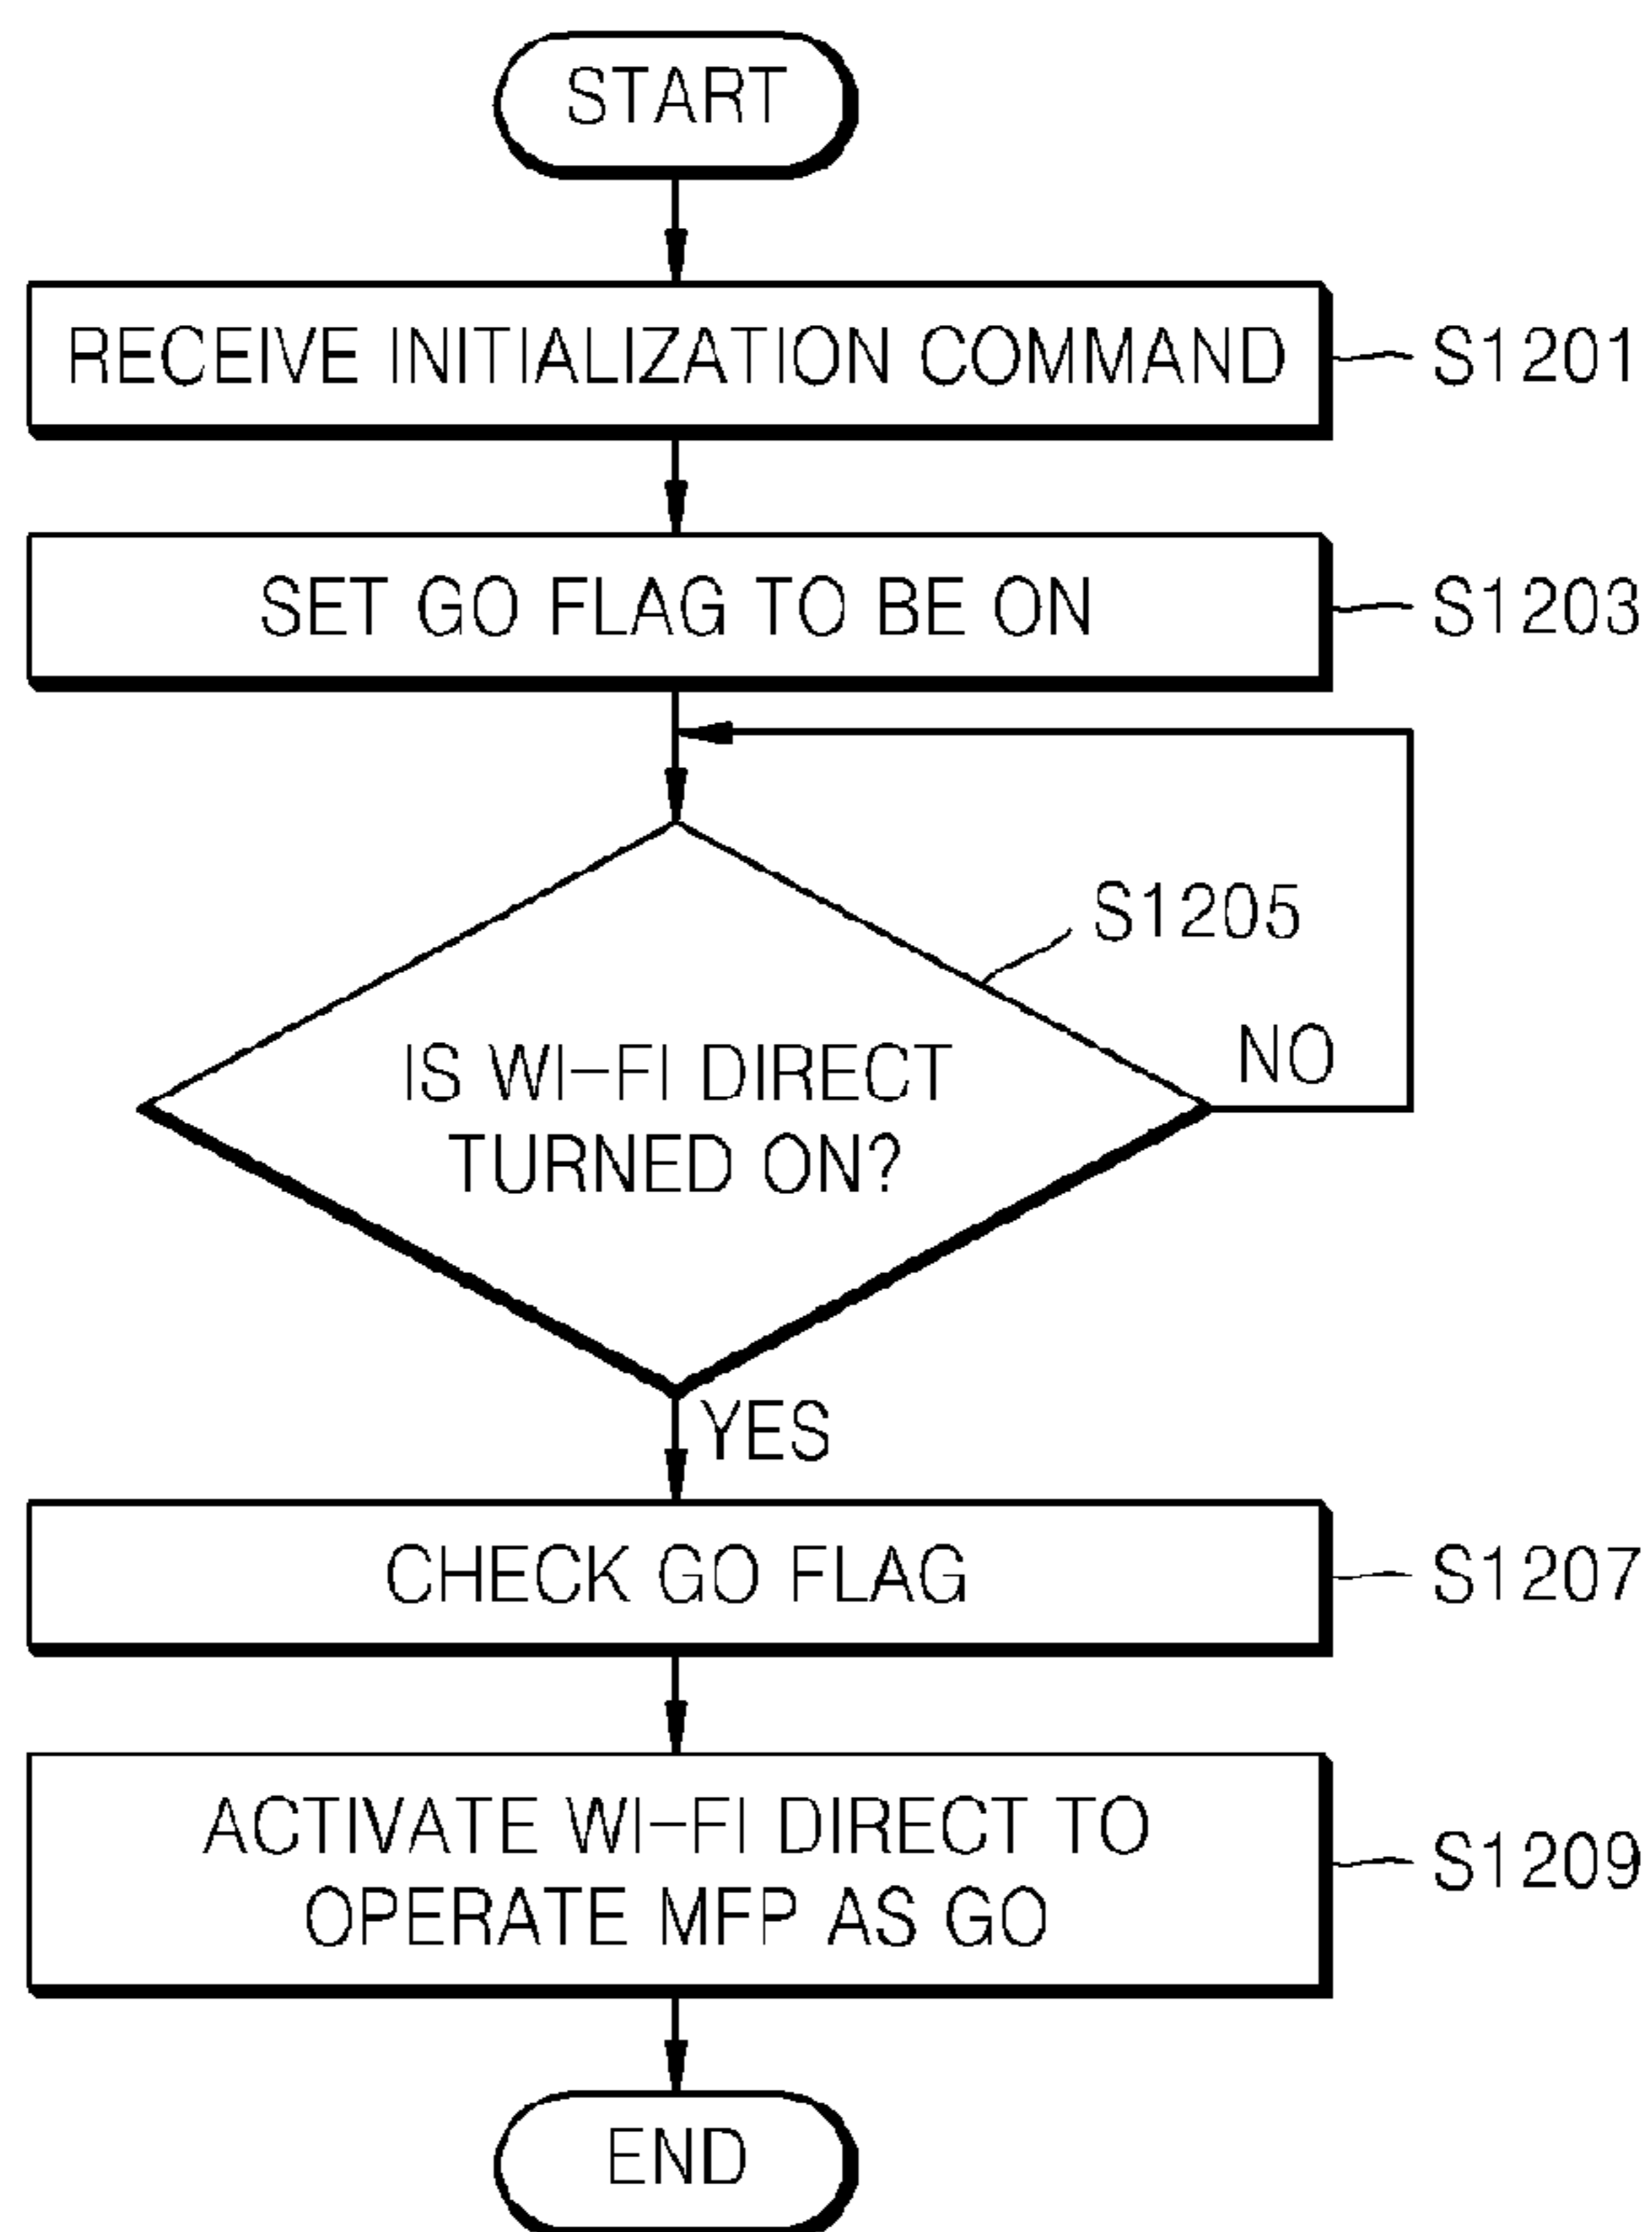 START
RECEIVE INITIALIZATION COMMAND
S1201
SET GO FLAG TO BE ON
S1203
S1205
IS WI-FI DIRECT
TURNED ON?
NO
YES
CHECK GO FLAG
S1207
ACTIVATE WI-FI DIRECT TO
OPERATE MFP AS GO
S1209
END